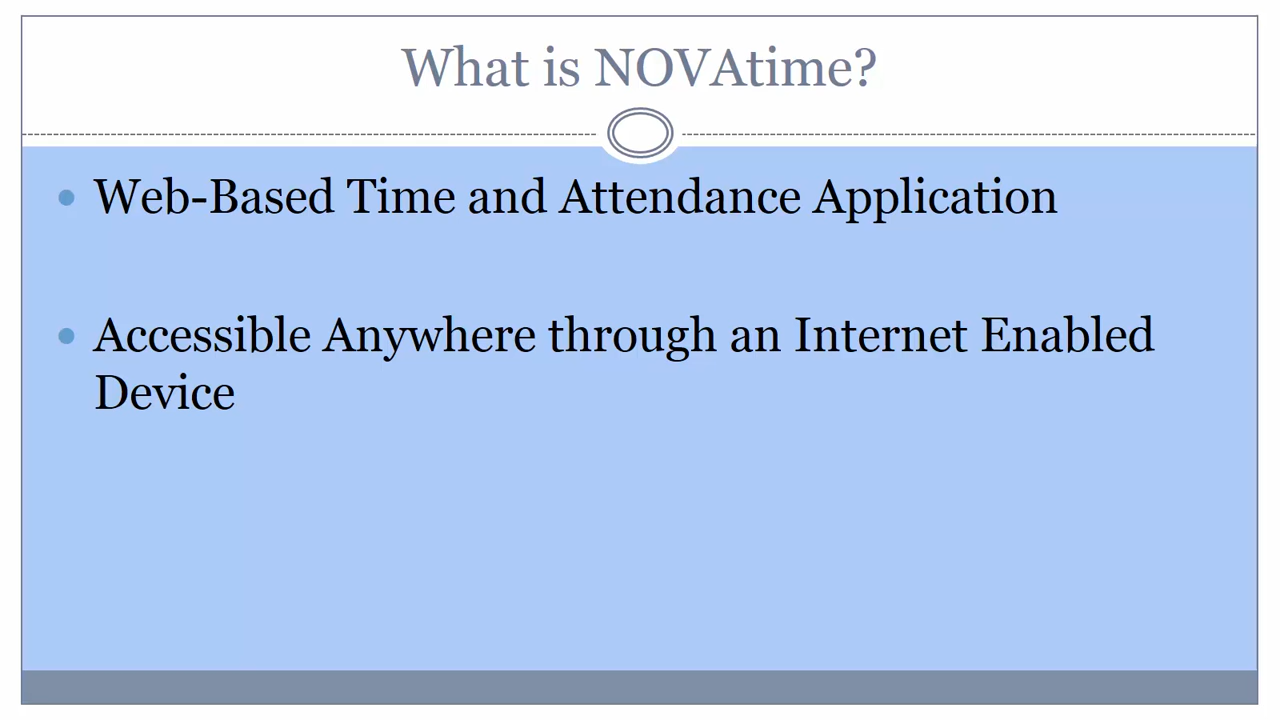 What is NOVAtime?
Web-Based Time and Attendance Application
Accessible Anywhere through an Internet Enabled
Device